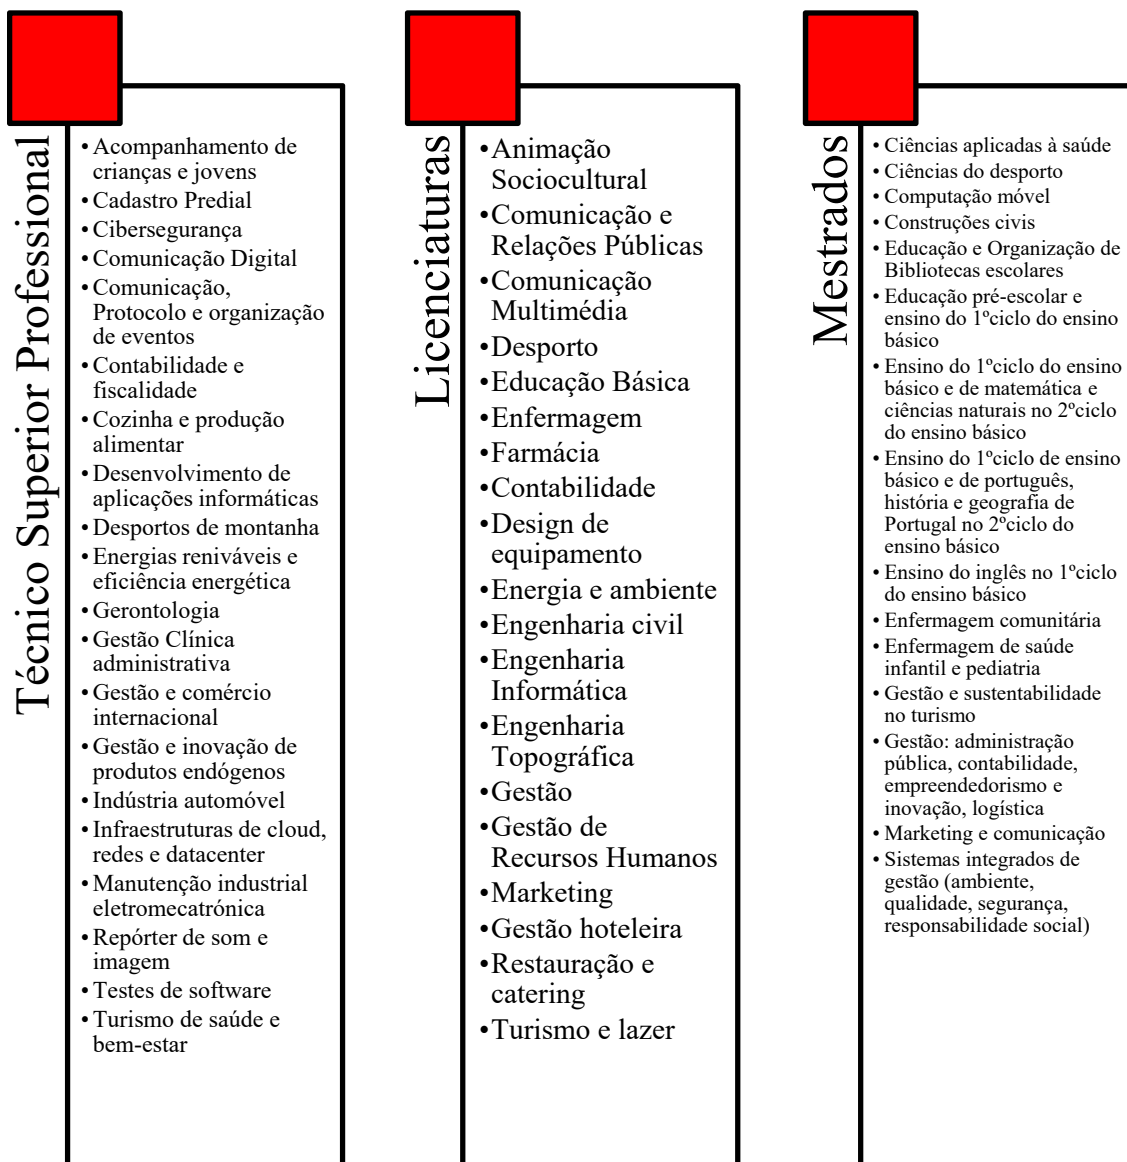 Técnico Superior Professional
• Acompanhamento de
crianças e jovens
• Cadastro Predial
• Cibersegurança
• Comunicação Digital
• Comunicação,
Protocolo e organização
de eventos
• Contabilidade e
fiscalidade
• Cozinha e produção
alimentar
• Desenvolvimento de
aplicações informáticas
• Desportos de montanha
• Energias reniváveis e
eficiência energética
• Gerontologia
• Gestão Clínica
administrativa
• Gestão e comércio
internacional
• Gestão e inovação de
produtos endógenos
• Indústria automóvel
• Infraestruturas de cloud,
redes e datacenter
• Manutenção industrial
eletromecatrónica
• Repórter de som e
imagem
• Testes de software
• Turismo de saúde e
bem-estar
Licenciaturas
• Animação
Sociocultural
• Comunicação e
Relações Públicas
• Comunicação
Multimédia
• Desporto
• Educação Básica
• Enfermagem
• Farmácia
• Contabilidade
• Design de
equipamento
• Energia e ambiente
• Engenharia civil
• Engenharia
Informática
• Engenharia
Topográfica
• Gestão
• Gestão de
Recursos Humanos
• Marketing
• Gestão hoteleira
• Restauração e
catering
• Turismo e lazer
Mestrados
• Ciências aplicadas à saúde
• Ciências do desporto
• Computação móvel
• Construções civis
• Educação e Organização de
Bibliotecas escolares
• Educação pré-escolar e
ensino do 1ºciclo do ensino
básico
• Ensino do 1ºciclo do ensino
básico e de matemática e
ciências naturais no 2ºciclo
do ensino básico
• Ensino do 1ºciclo de ensino
básico e de português,
história e geografia de
Portugal no 2ºciclo do
ensino básico
• Ensino do inglês no 1ºciclo
do ensino básico
• Enfermagem comunitária
• Enfermagem de saúde
infantil e pediatria
• Gestão e sustentabilidade
no turismo
• Gestão: administração
pública, contabilidade,
empreendedorismo e
inovação, logística
• Marketing e comunicação
• Sistemas integrados de
gestão (ambiente,
qualidade, segurança,
responsabilidade social)